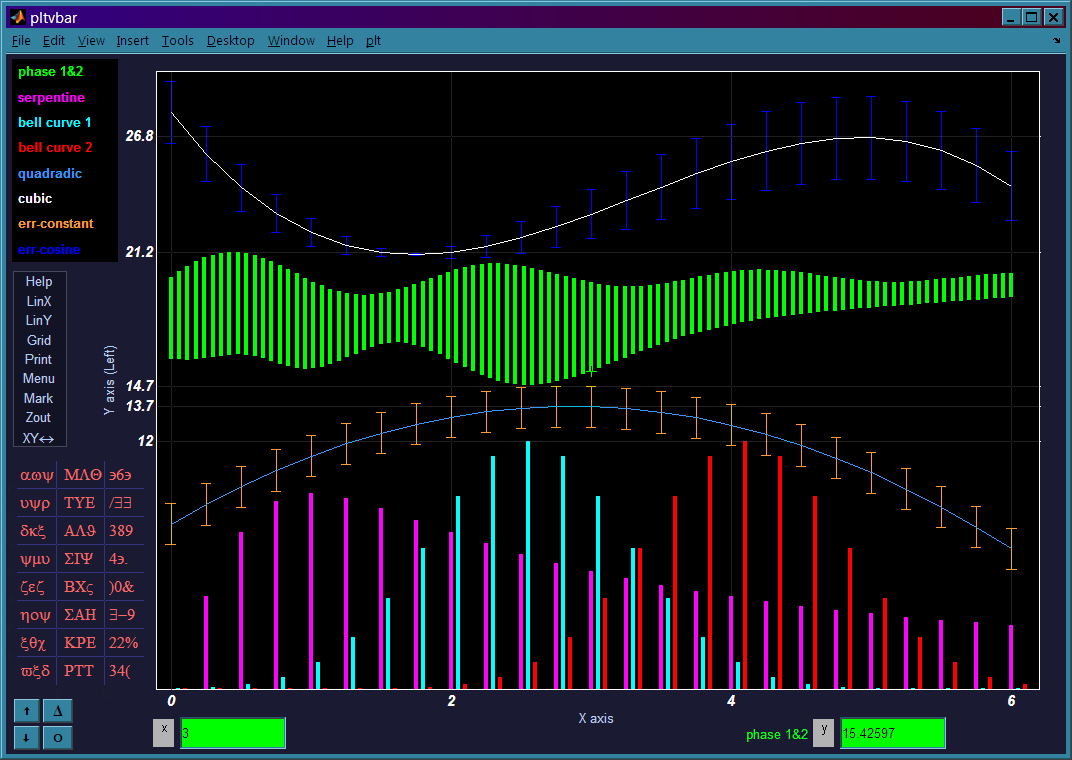 pltvbar
File Edit View Insert Tools Desktop Window Help plt
phase 1&2
serpentine
bell curve 1
bell curve 2
quadradic
cubic
err-constant
err-cosine
Help
LinX
LinY
Grid
Print
Menu
Mark
Zout
XY↔
αωψ ΜΛΘ э6э
υψρ ΤΥΕ /∃∃
δκξ ΑΛϑ 389
ψμυ ΣΙΨ 4э.
ζεζ ΒΧς )0&
ηοψ ΣΑΗ ∃−9
ξθχ ΚΡΕ 22%
ϖξδ ΡΤΤ 34(
↑ Δ
↓ O
26.8
21.2
14.7
13.7
12
Y axis (Left)
0 2 4 6
X axis
x 3
phase 1&2 y 15.42597